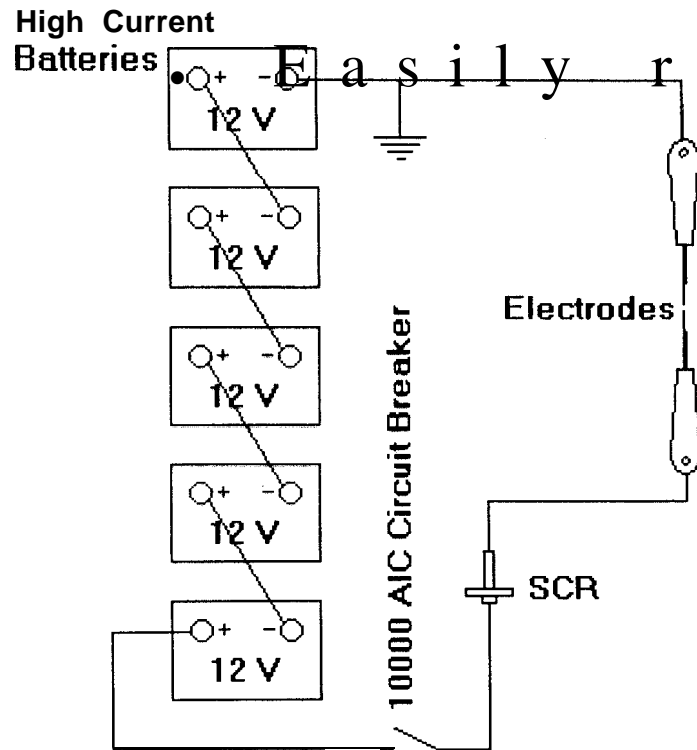 High Current
Batteries
E a s i l y r
+ -
12 V
+ -
12 V
+ -
12 V
+ -
12 V
+ -
12 V
10000 AIC Circuit Breaker
Electrodes
SCR